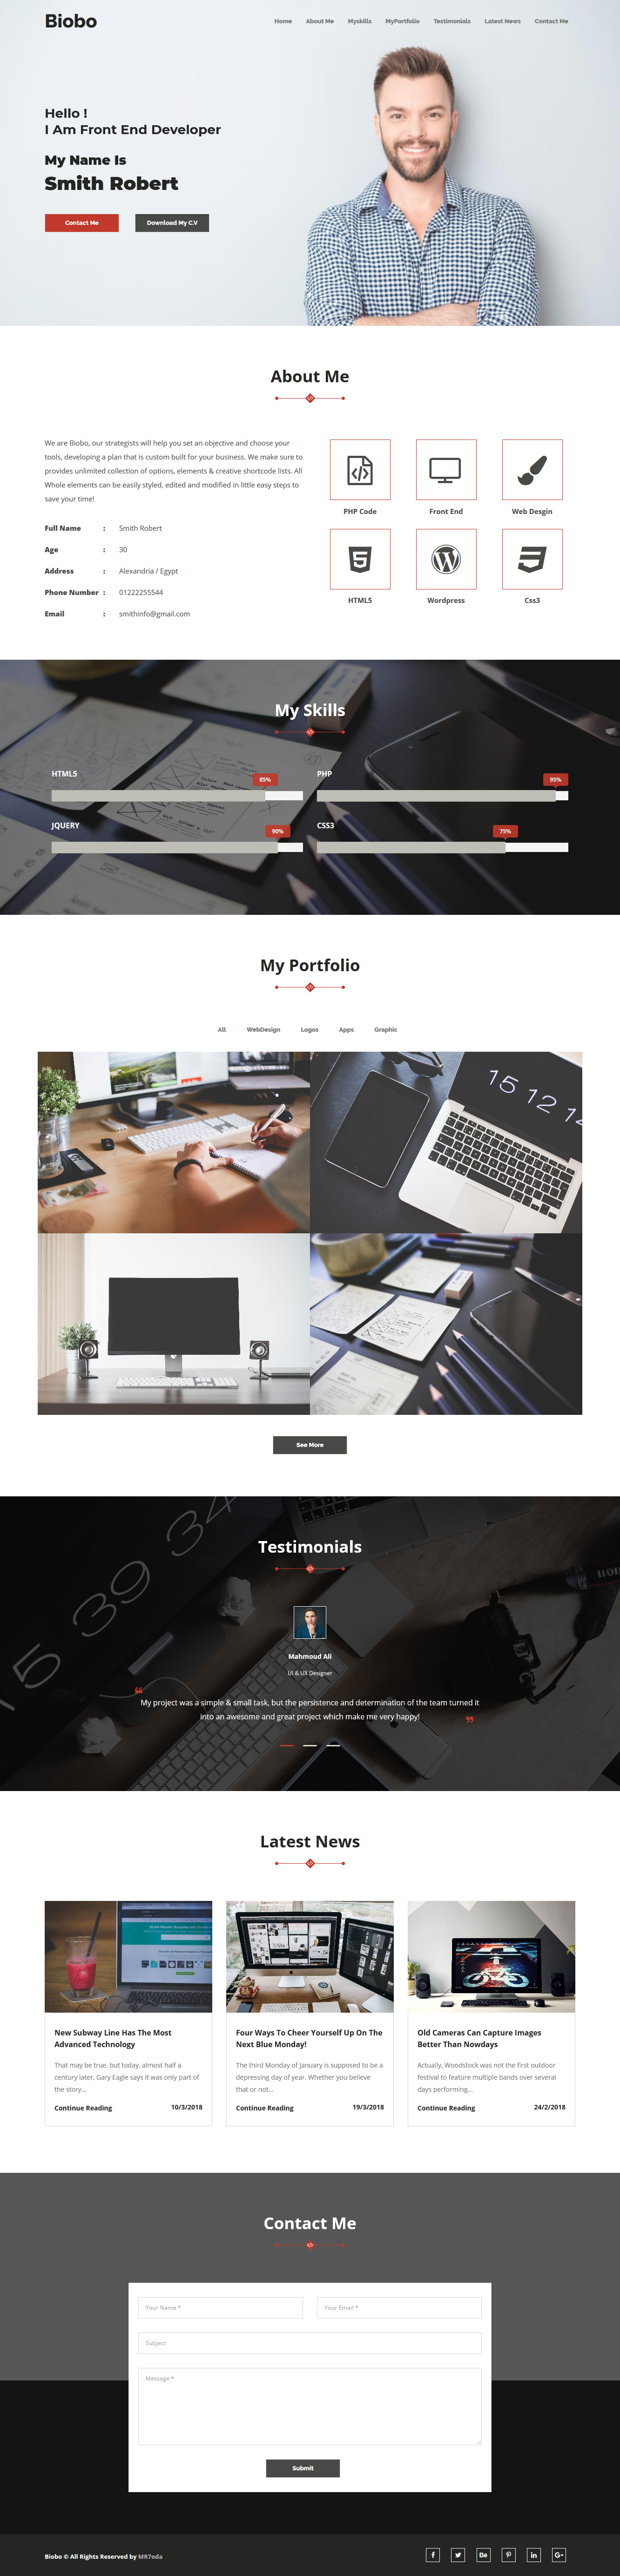 Biobo
Home About Me Myskills MyPortfolio Testimonials Latest News Contact Me
Hello !
I Am Front End Developer
My Name Is
Smith Robert
Contact Me Download My C.V
About Me
We are Biobo, our strategists will help you set an objective and choose your
tools, developing a plan that is custom built for your business. We make sure to
provides unlimited collection of options, elements & creative shortcode lists. All
Whole elements can be easily styled, edited and modified in little easy steps to
save your time!
Full Name : Smith Robert
Age : 30
Address : Alexandria / Egypt
Phone Number : 01222255544
Email : smithinfo@gmail.com
PHP Code Front End Web Desgin
HTML5 Wordpress Css3
My Skills
HTML5 85%
PHP 95%
JQUERY 90%
CSS3 75%
My Portfolio
All WebDesign Logos Apps Graphic
15 12 14
See More
5 39 34
Testimonials
Mahmoud Ali
UI & UX Designer
❝
My project was a simple & small task, but the persistence and determination of the team turned it
into an awesome and great project which make me very happy!
❞
Latest News
New Subway Line Has The Most
Advanced Technology
That may be true, but today, almost half a
century later, Gary Eagle says it was only part of
the story...
Continue Reading 10/3/2018
Four Ways To Cheer Yourself Up On The
Next Blue Monday!
The third Monday of January is supposed to be a
depressing day of year. Whether you believe
that or not...
Continue Reading 19/3/2018
Old Cameras Can Capture Images
Better Than Nowdays
Actually, Woodstock was not the first outdoor
festival to feature multiple bands over several
days performing...
Continue Reading 24/2/2018
Contact Me
Your Name * Your Email *
Subject
Message *
Submit
Biobo © All Rights Reserved by MR7oda